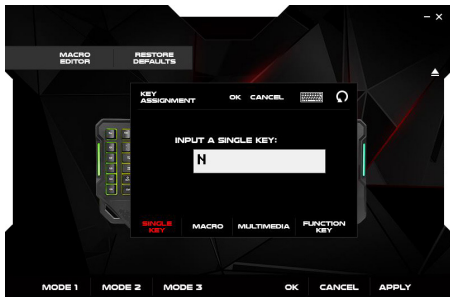 MACRO
EDITOR
RESTORE
DEFAULTS
KEY
ASSIGNMENT
OK CANCEL
INPUT A SINGLE KEY:
N
SINGLE
KEY
MACRO
MULTIMEDIA
FUNCTION
KEY
MODE 1 MODE 2 MODE 3 OK CANCEL APPLY